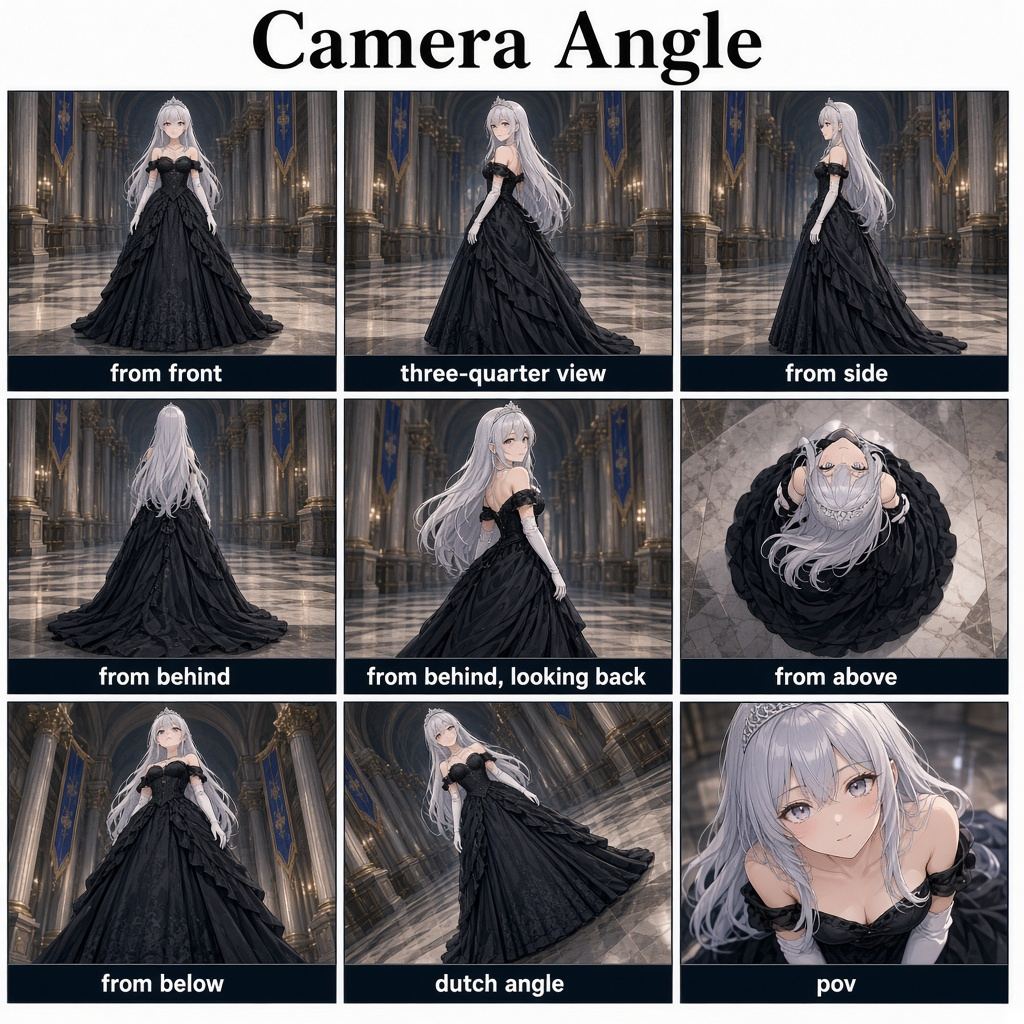 Camera Angle
from front
three-quarter view
from side
from behind
from behind, looking back
from above
from below
dutch angle
pov